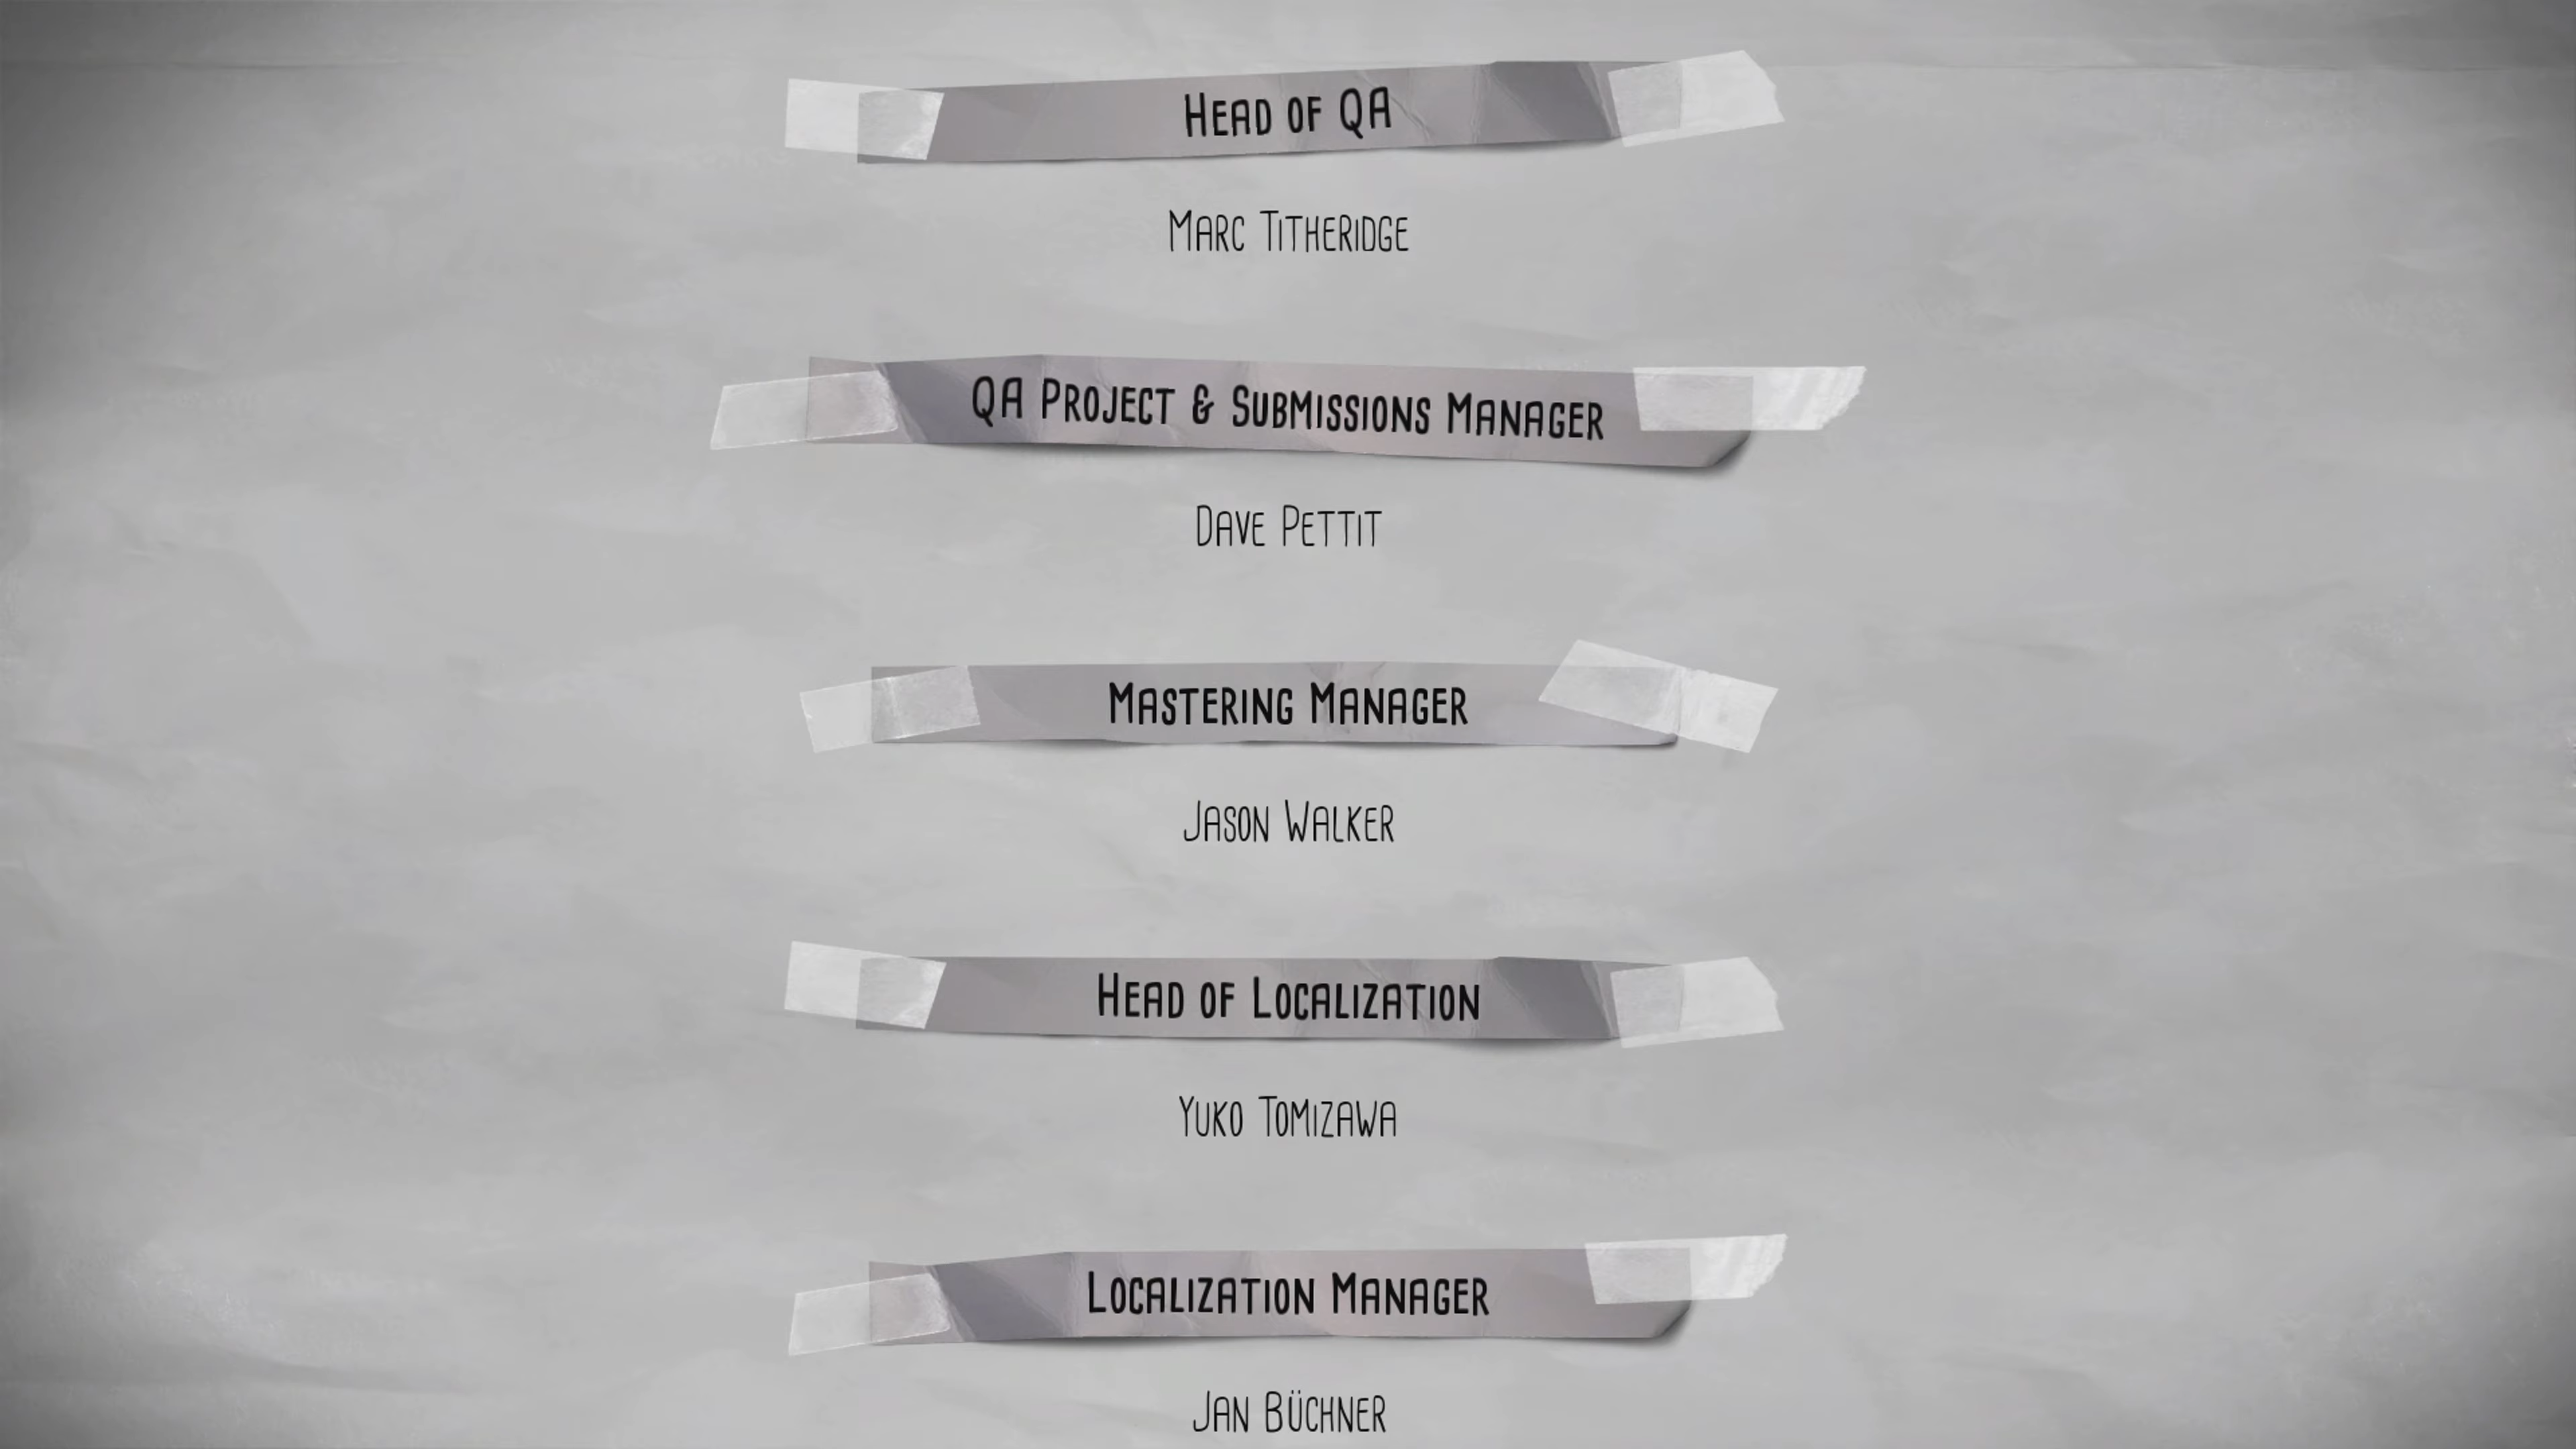 Head of QA
Marc Titheridge
QA Project & Submissions Manager
Dave Pettit
Mastering Manager
Jason Walker
Head of Localization
Yuko Tomizawa
Localization Manager
Jan Büchner